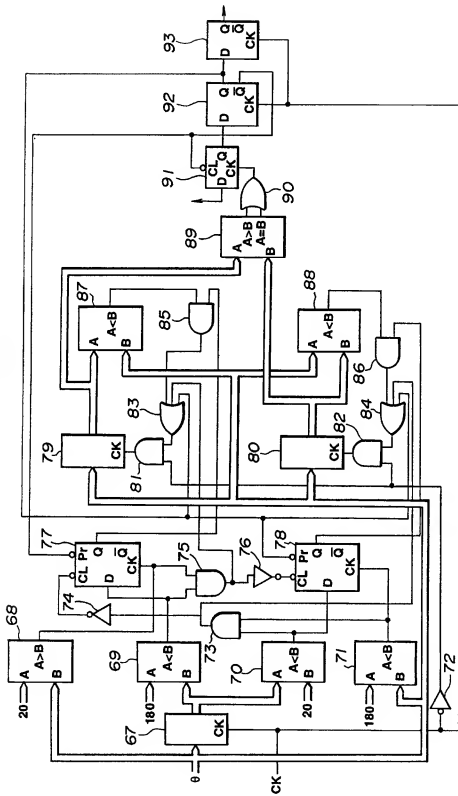 68
20
A A>B
B
69
180
A A<B
B
70
A A<B
20
B
71
180
A A<B
B
67
θ
CK
CK
72
73
74
75
76
77
CL Pr
D Q
Q̅
CK
78
CL Pr
D Q
Q̅
CK
79
CK
80
CK
81
82
83
84
85
86
87
A
A<B
B
88
A
A<B
B
89
A
A>B
A=B
B
90
91
CL
D Q
CK
92
D Q
Q̅
CK
93
D Q
Q̅
CK